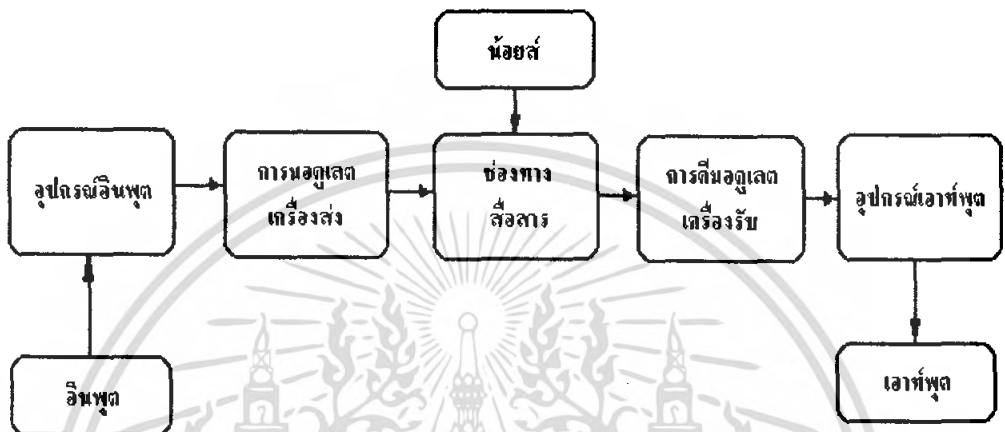 น้อยส์
อุปกรณ์อินพุต
การมอดูเลต
เครื่องส่ง
ช่องทาง
สื่อสาร
การดีมอดูเลต
เครื่องรับ
อุปกรณ์เอาท์พุต
อินพุต
เอาท์พุต